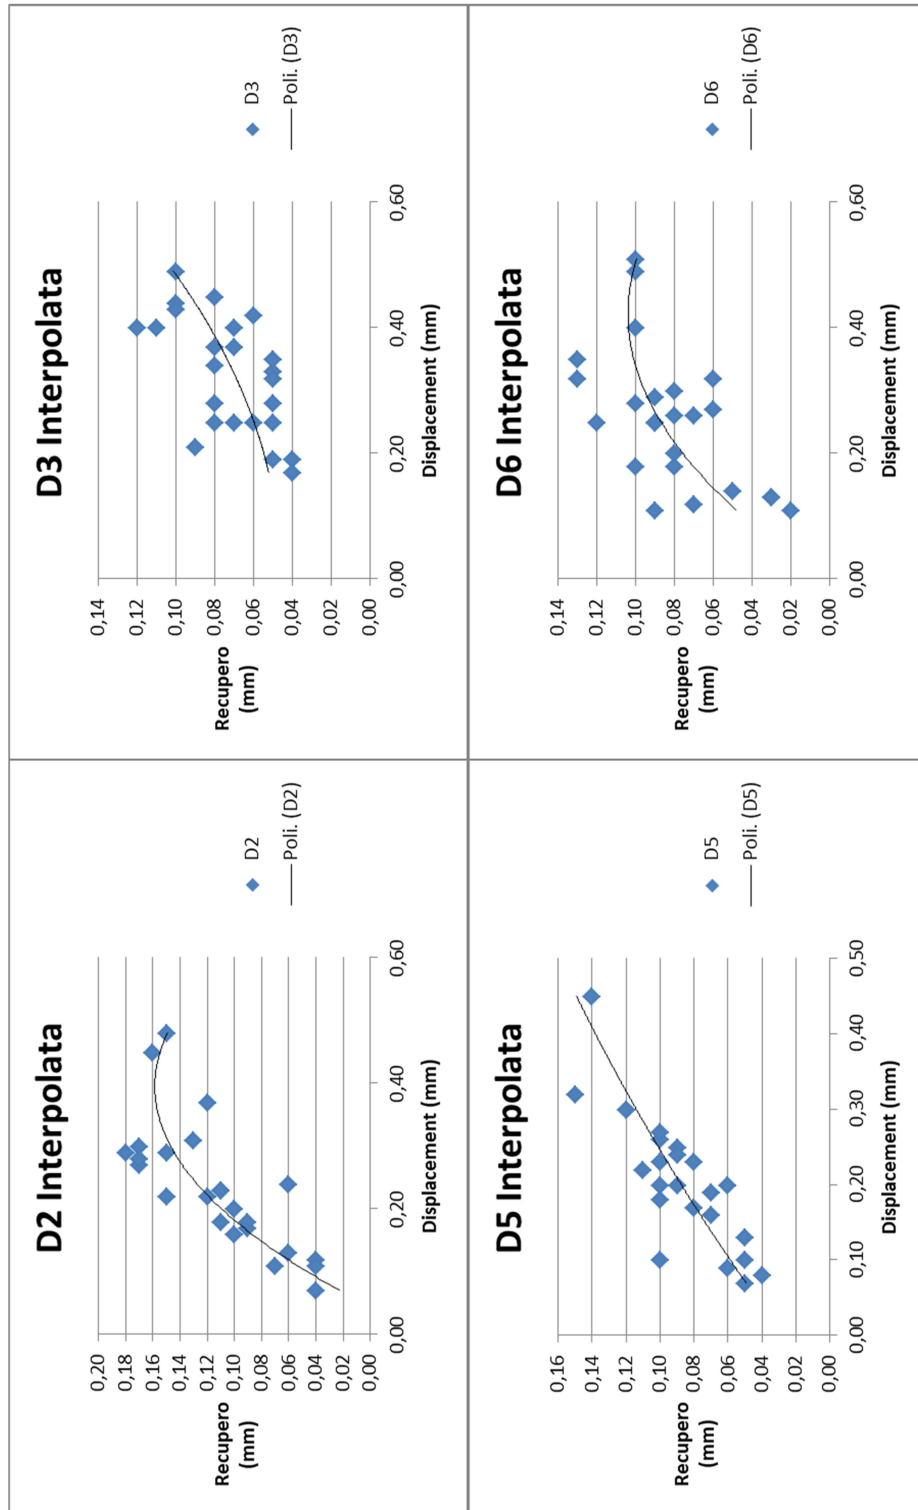 D2 Interpolata
0,20
0,18
0,16
0,14
0,12
0,10
0,08
0,06
0,04
0,02
0,00
Recupero
(mm)
0,00
0,20
0,40
0,60
Displacement (mm)
D2
Poli. (D2)
D3 Interpolata
0,14
0,12
0,10
0,08
0,06
0,04
0,02
0,00
Recupero
(mm)
0,00
0,20
0,40
0,60
Displacement (mm)
D3
Poli. (D3)
D5 Interpolata
0,16
0,14
0,12
0,10
0,08
0,06
0,04
0,02
0,00
Recupero
(mm)
0,00
0,10
0,20
0,30
0,40
0,50
Displacement (mm)
D5
Poli. (D5)
D6 Interpolata
0,14
0,12
0,10
0,08
0,06
0,04
0,02
0,00
Recupero
(mm)
0,00
0,20
0,40
0,60
Displacement (mm)
D6
Poli. (D6)